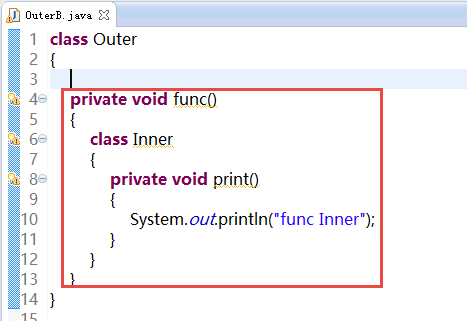 OuterB.java
1 class Outer
2 {
3
4 private void func()
5 {
6 class Inner
7 {
8 private void print()
9 {
10 System.out.println("func Inner");
11 }
12 }
13 }
14 }